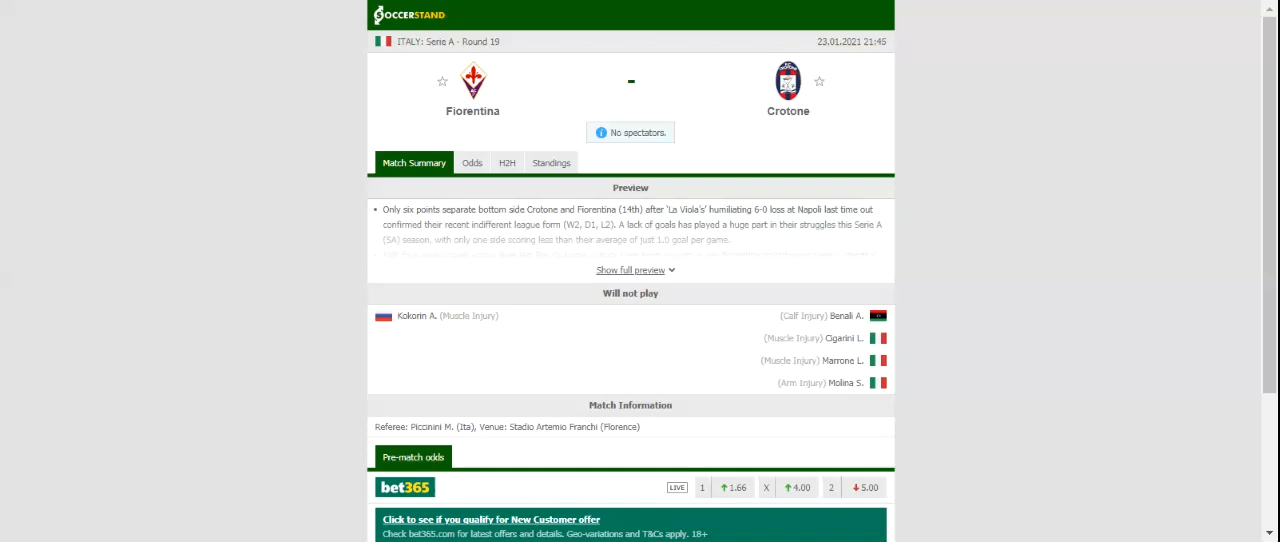 SOCCERSTAND
ITALY: Serie A - Round 19 23.01.2021 21:45
-
Fiorentina Crotone
No spectators.
Match Summary Odds H2H Standings
Preview
• Only six points separate bottom side Crotone and Fiorentina (14th) after 'La Viola's' humiliating 6-0 loss at Napoli last time out
confirmed their recent indifferent league form (W2, D1, L2). A lack of goals has played a huge part in their struggles this Serie A
(SA) season, with only one side scoring less than their average of just 1.0 goal per game.
Show full preview
Will not play
Kokorin A. (Muscle Injury) (Calf Injury) Benali A.
(Muscle Injury) Cigarini L.
(Muscle Injury) Marrone L.
(Arm Injury) Molina S.
Match Information
Referee: Piccinini M. (Ita), Venue: Stadio Artemio Franchi (Florence)
Pre-match odds
bet365 LIVE 1 1.66 X 4.00 2 5.00
Click to see if you qualify for New Customer offer
Check bet365.com for latest offers and details. Geo-variations and T&Cs apply. 18+